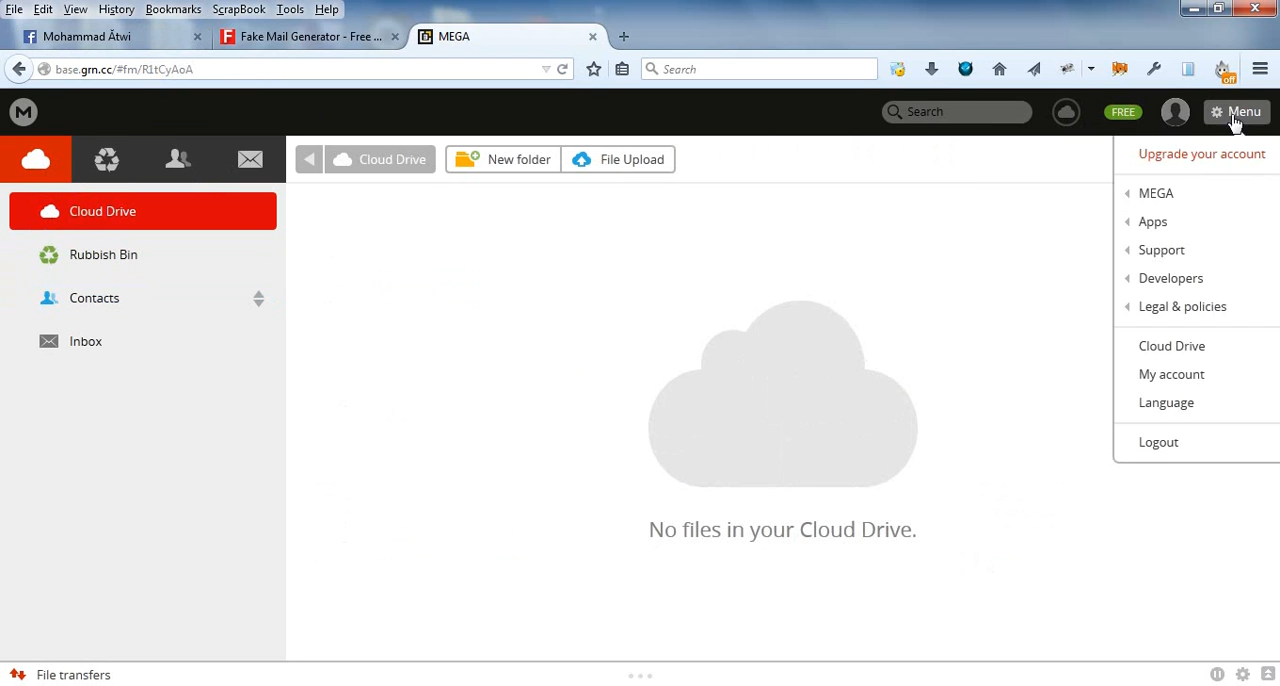 File Edit View History Bookmarks ScrapBook Tools Help
f Mohammad Âtwi × F Fake Mail Generator - Free ... × MEGA × +
base.grn.cc/#fm/R1tCyAoA Search off
M Search FREE Menu
Cloud Drive New folder File Upload
Upgrade your account
MEGA
Apps
Support
Developers
Legal & policies
Cloud Drive
My account
Language
Logout
Cloud Drive
Rubbish Bin
Contacts
Inbox
No files in your Cloud Drive.
File transfers